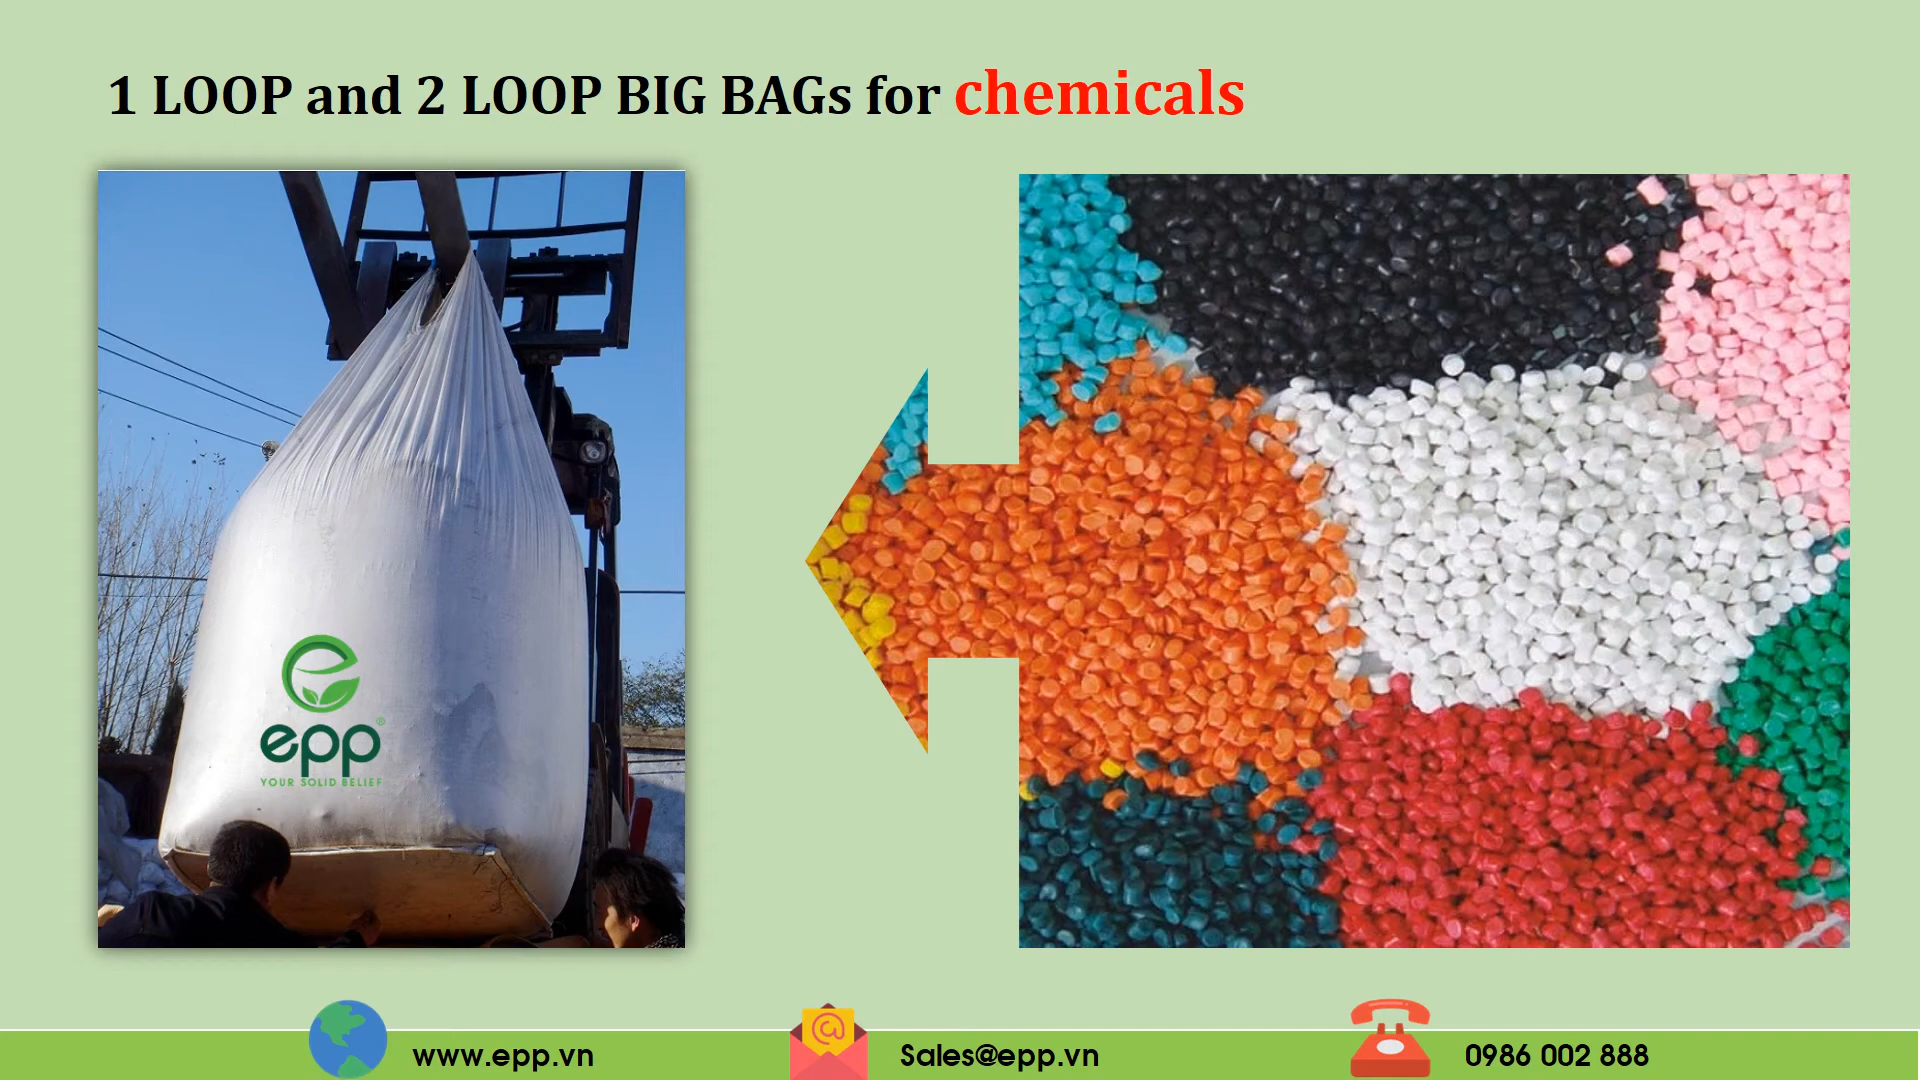 1 LOOP and 2 LOOP BIG BAGs for chemicals
epp®
YOUR SOLID BELIEF
www.epp.vn
Sales@epp.vn
0986 002 888